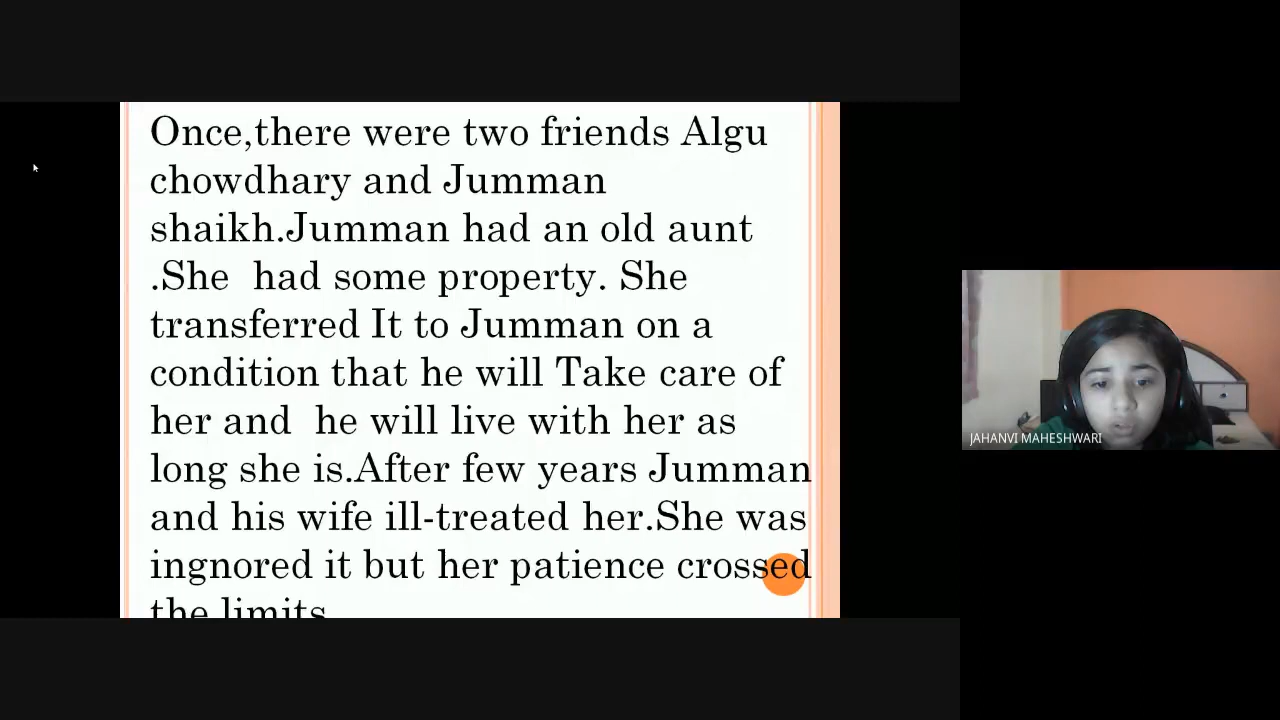 Once,there were two friends Algu
chowdhary and Jumman
shaikh.Jumman had an old aunt
.She  had some property. She
transferred It to Jumman on a
condition that he will Take care of
her and  he will live with her as
long she is.After few years Jumman
and his wife ill-treated her.She was
ingnored it but her patience crossed
the limits
JAHANVI MAHESHWARI